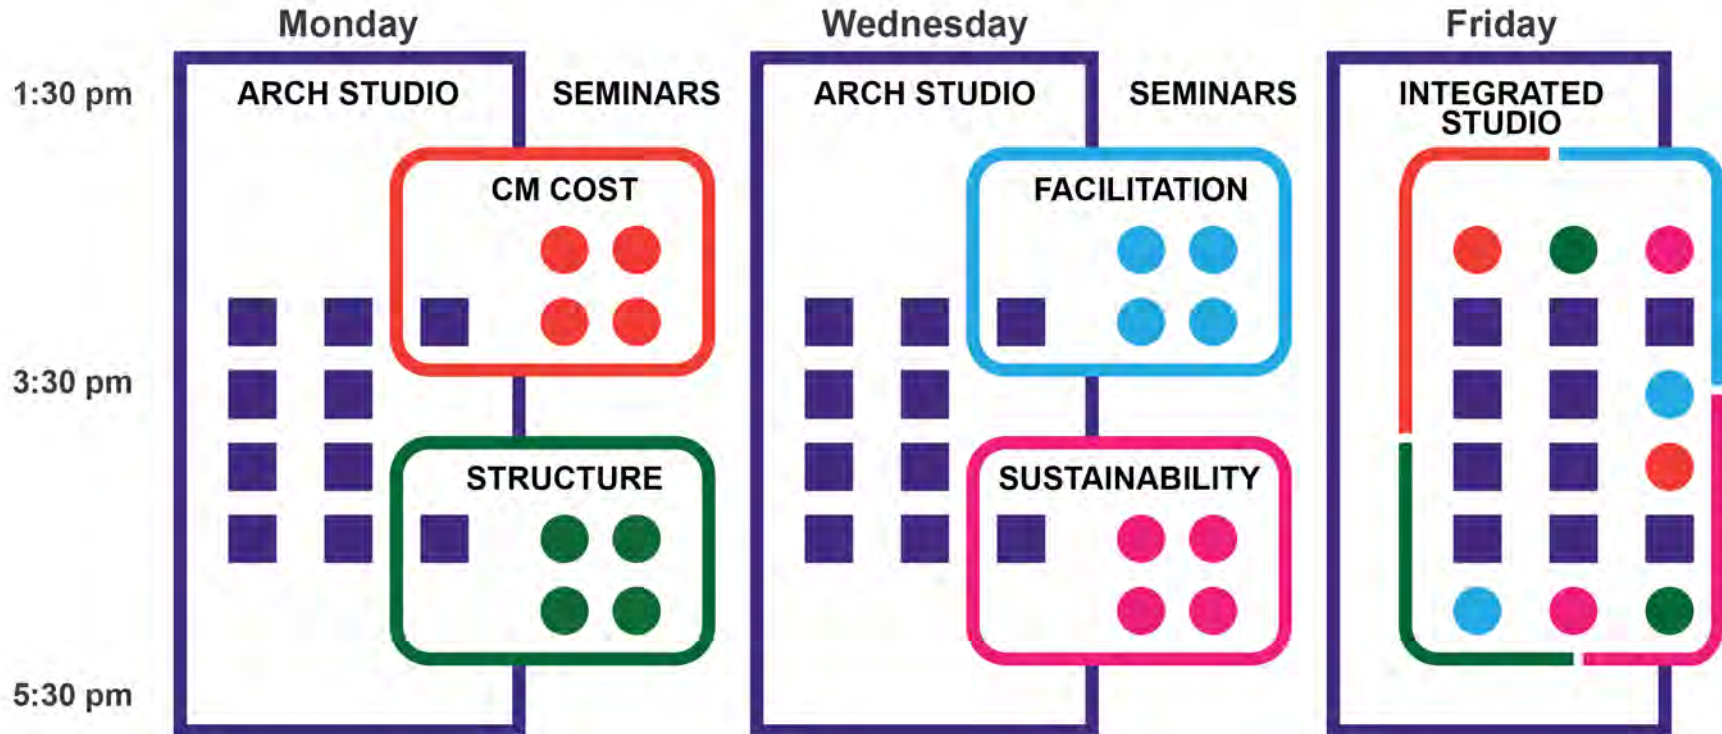 Monday
Wednesday
Friday
1:30 pm
ARCH STUDIO
SEMINARS
ARCH STUDIO
SEMINARS
INTEGRATED
STUDIO
CM COST
FACILITATION
3:30 pm
STRUCTURE
SUSTAINABILITY
5:30 pm